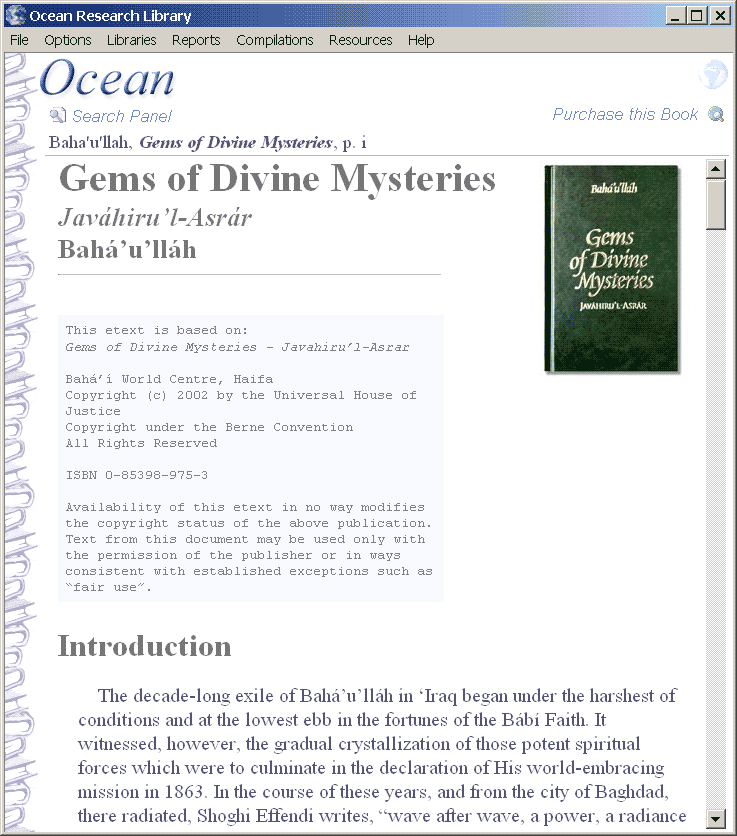 Ocean Research Library
File Options Libraries Reports Compilations Resources Help
Ocean
Search Panel
Purchase this Book
Baha'u'llah, Gems of Divine Mysteries, p. i
Gems of Divine Mysteries
Javáhiru’l-Asrár
Bahá’u’lláh
Bahá'u'lláh
Gems
of Divine
Mysteries
JAVÁHIRU'L-ASRÁR
This etext is based on:
Gems of Divine Mysteries - Javahiru’l-Asrar
Bahá’í World Centre, Haifa
Copyright (c) 2002 by the Universal House of
Justice
Copyright under the Berne Convention
All Rights Reserved
ISBN 0-85398-975-3
Availability of this etext in no way modifies
the copyright status of the above publication.
Text from this document may be used only with
the permission of the publisher or in ways
consistent with established exceptions such as
“fair use”.
Introduction
The decade-long exile of Bahá’u’lláh in ‘Iraq began under the harshest of
conditions and at the lowest ebb in the fortunes of the Bábí Faith. It
witnessed, however, the gradual crystallization of those potent spiritual
forces which were to culminate in the declaration of His world-embracing
mission in 1863. In the course of these years, and from the city of Baghdad,
there radiated, Shoghi Effendi writes, “wave after wave, a power, a radiance